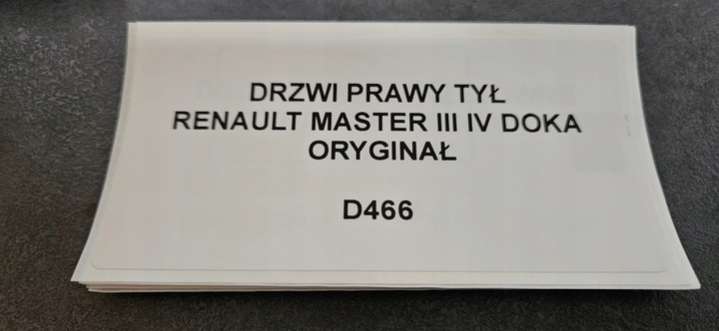 DRZWI PRAWY TYŁ
RENAULT MASTER III IV DOKA
ORYGINAŁ
D466